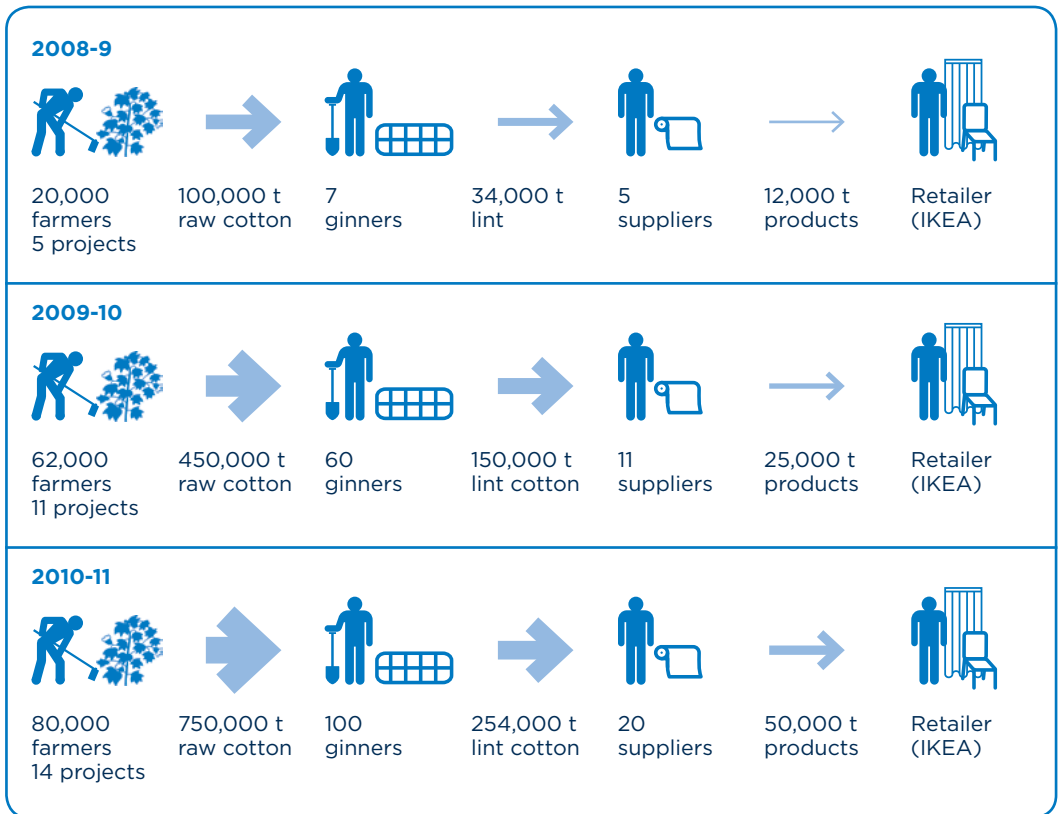 2008-9
20,000
farmers
5 projects
100,000 t
raw cotton
7
ginners
34,000 t
lint
5
suppliers
12,000 t
products
Retailer
(IKEA)
2009-10
62,000
farmers
11 projects
450,000 t
raw cotton
60
ginners
150,000 t
lint cotton
11
suppliers
25,000 t
products
Retailer
(IKEA)
2010-11
80,000
farmers
14 projects
750,000 t
raw cotton
100
ginners
254,000 t
lint cotton
20
suppliers
50,000 t
products
Retailer
(IKEA)